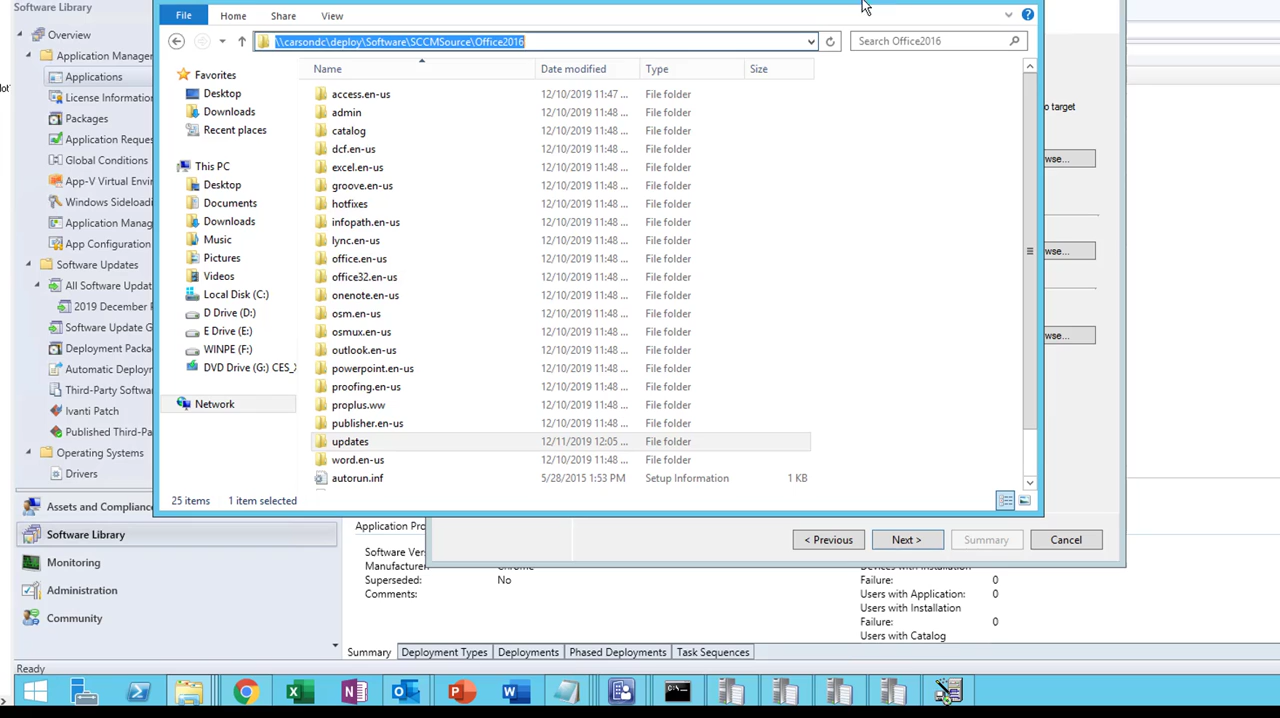 Software Library
Overview
Application Manager
Applications
License Information
Packages
Application Reques
Global Conditions
App-V Virtual Envi
Windows Sideloadi
Application Manag
App Configuration
Software Updates
All Software Updat
2019 December
Software Update G
Deployment Packa
Automatic Deploym
Third-Party Softwa
Ivanti Patch
Published Third-Pa
Operating Systems
Drivers
Assets and Complianc
Software Library
Monitoring
Administration
Community
Ready
File
Home
Share
View
\\carsondc\deploy\Software\SCCMSource\Office2016
Search Office2016
Favorites
Desktop
Downloads
Recent places
This PC
Desktop
Documents
Downloads
Music
Pictures
Videos
Local Disk (C:)
D Drive (D:)
E Drive (E:)
WINPE (F:)
DVD Drive (G:) CES_X
Network
Name Date modified Type Size
access.en-us 12/10/2019 11:47 ... File folder
admin 12/10/2019 11:48 ... File folder
catalog 12/10/2019 11:48 ... File folder
dcf.en-us 12/10/2019 11:48 ... File folder
excel.en-us 12/10/2019 11:48 ... File folder
groove.en-us 12/10/2019 11:48 ... File folder
hotfixes 12/10/2019 11:48 ... File folder
infopath.en-us 12/10/2019 11:48 ... File folder
lync.en-us 12/10/2019 11:48 ... File folder
office.en-us 12/10/2019 11:48 ... File folder
office32.en-us 12/10/2019 11:48 ... File folder
onenote.en-us 12/10/2019 11:48 ... File folder
osm.en-us 12/10/2019 11:48 ... File folder
osmux.en-us 12/10/2019 11:48 ... File folder
outlook.en-us 12/10/2019 11:48 ... File folder
powerpoint.en-us 12/10/2019 11:48 ... File folder
proofing.en-us 12/10/2019 11:48 ... File folder
proplus.ww 12/10/2019 11:48 ... File folder
publisher.en-us 12/10/2019 11:48 ... File folder
updates 12/11/2019 12:05 ... File folder
word.en-us 12/10/2019 11:48 ... File folder
autorun.inf 5/28/2015 1:53 PM Setup Information 1 KB
25 items 1 item selected
o target
wse...
wse...
wse...
< Previous
Next >
Summary
Cancel
Application Pro
Software Vers
Manufacturer:
Superseded: No
Comments:
Failure: 0
Users with Application: 0
Users with Installation
Failure: 0
Users with Catalog
Summary Deployment Types Deployments Phased Deployments Task Sequences